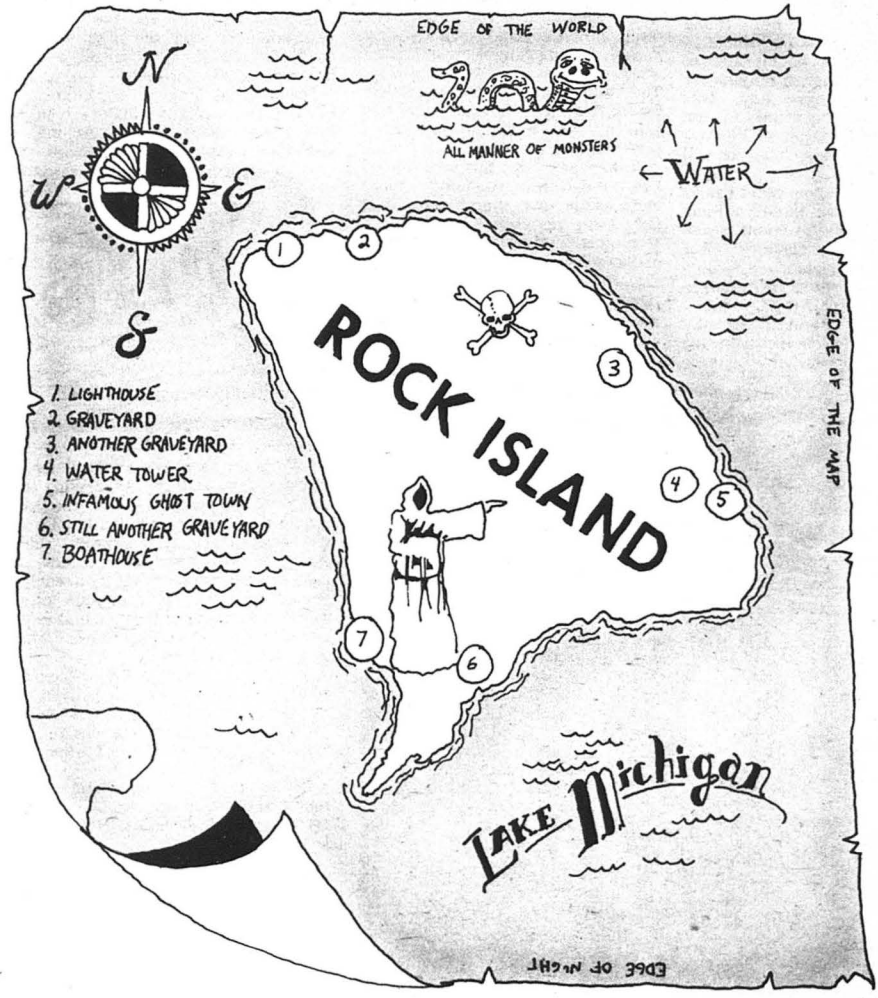 EDGE OF THE WORLD
N
ALL MANNER OF MONSTERS
WATER
W
E
S
1
2
ROCK ISLAND
3
EDGE OF THE MAP
1. LIGHTHOUSE
2. GRAVEYARD
3. ANOTHER GRAVEYARD
4. WATER TOWER
5. INFAMOUS GHOST TOWN
6. STILL ANOTHER GRAVEYARD
7. BOATHOUSE
4
5
7
6
LAKE Michigan
EDGE OF NIGHT